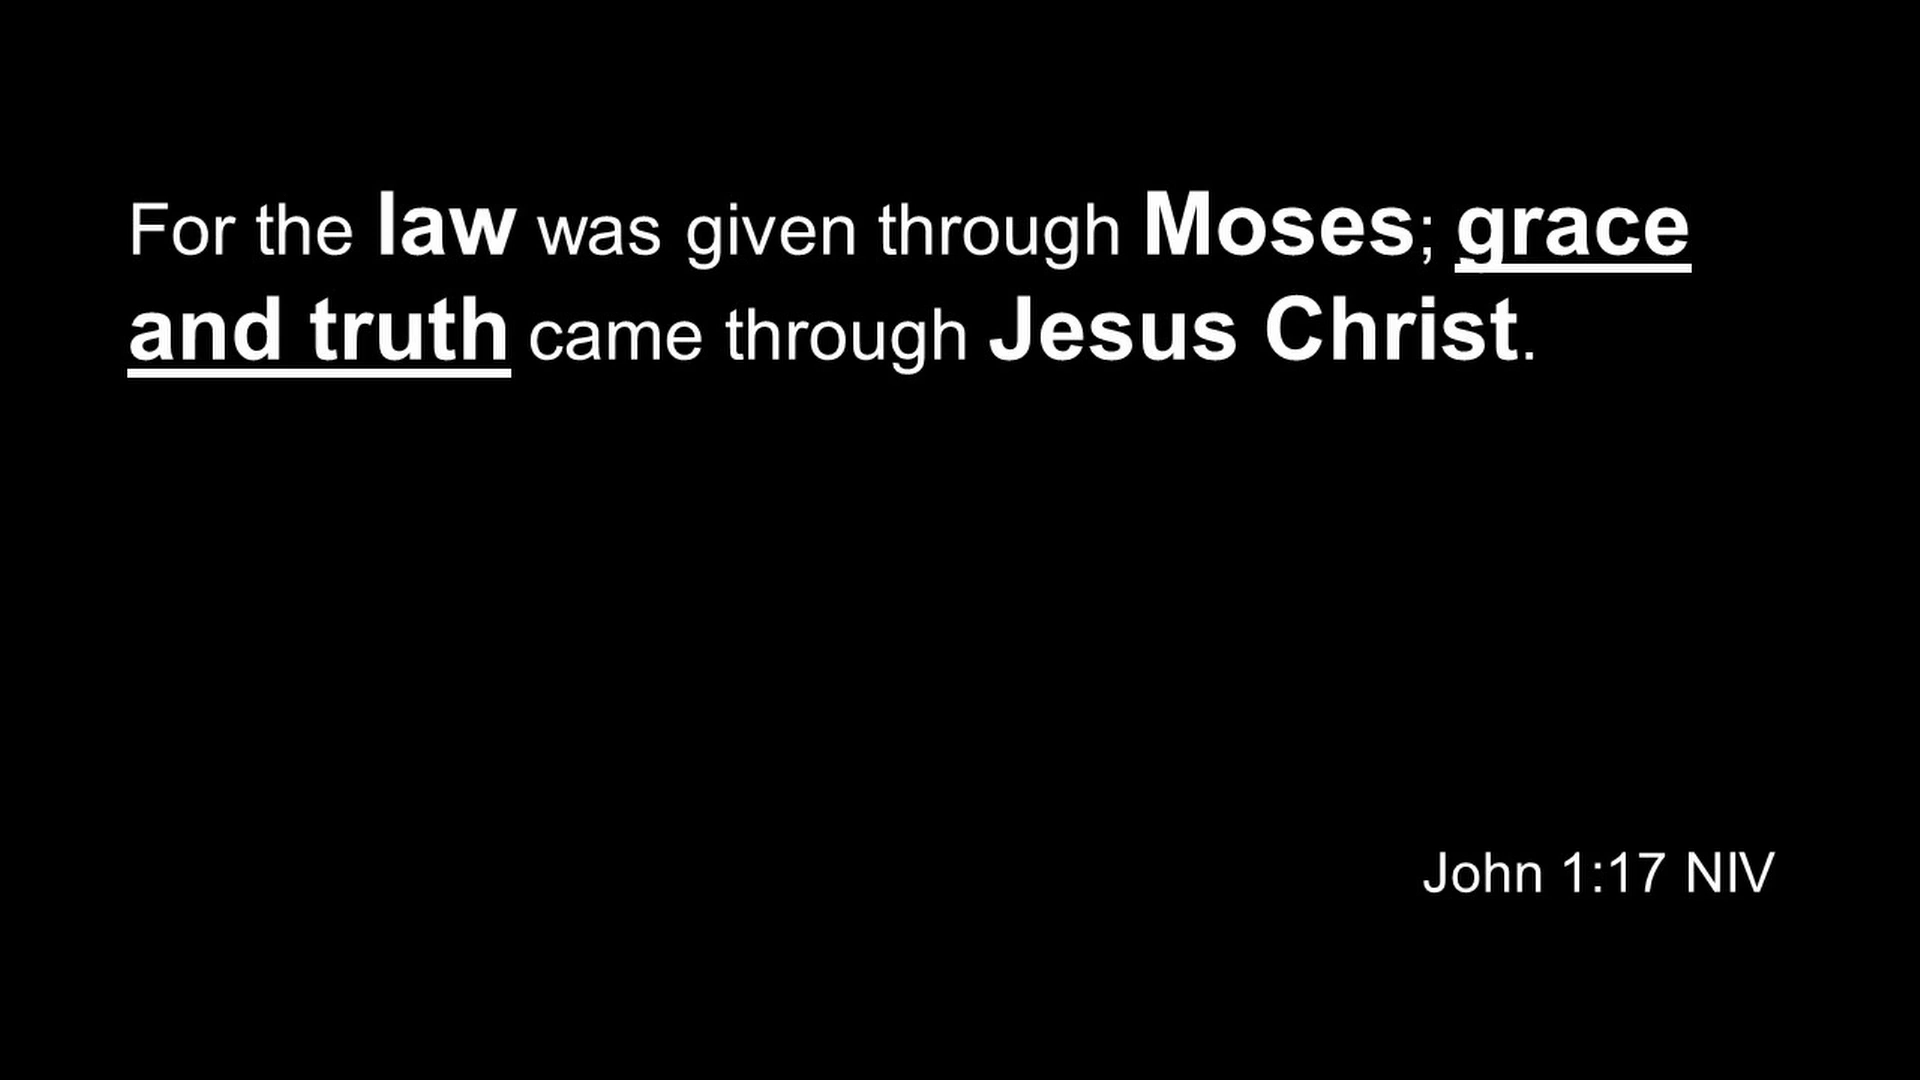 For the law was given through Moses; grace
and truth came through Jesus Christ.
John 1:17 NIV